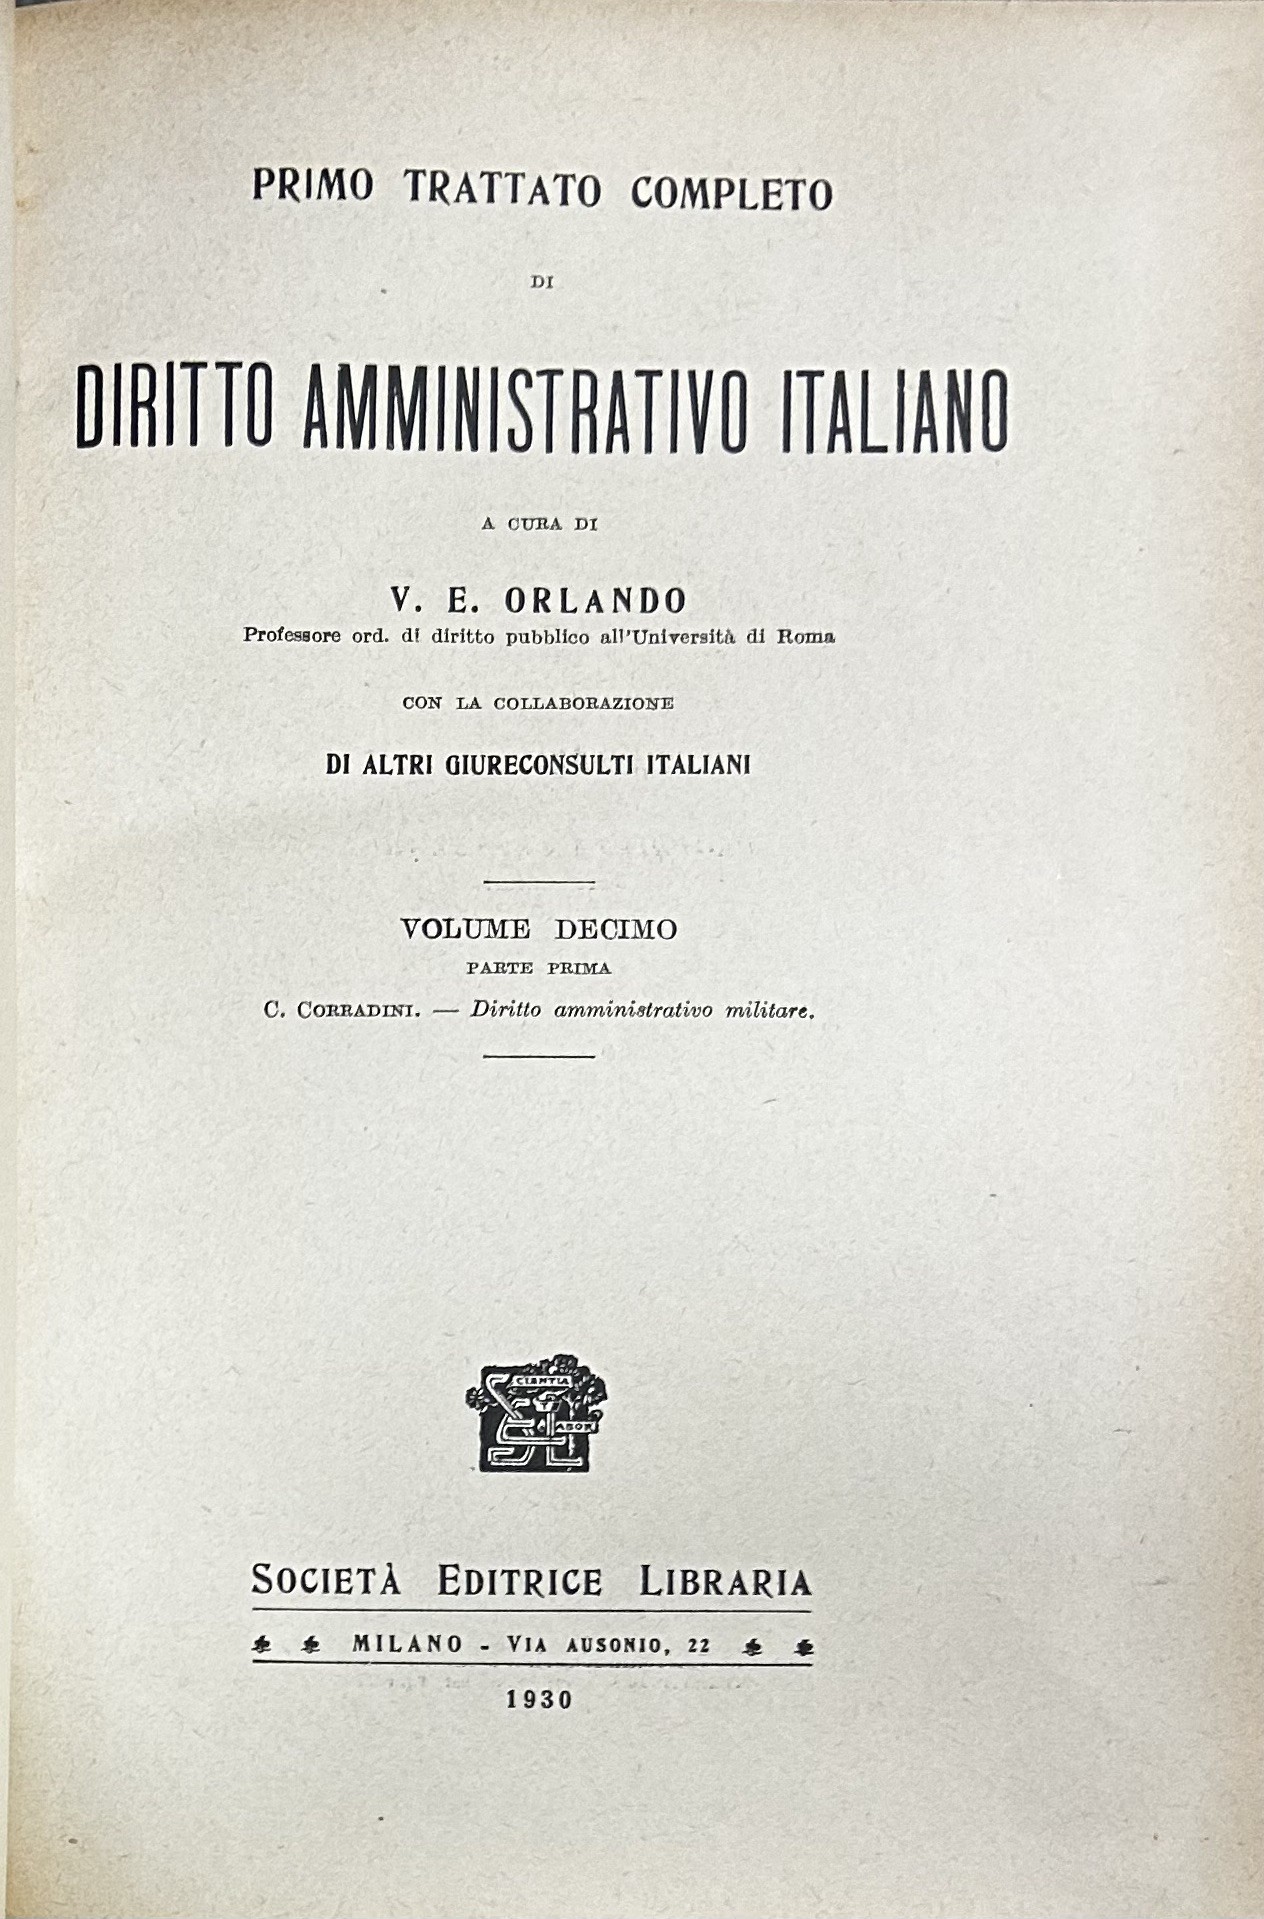 PRIMO TRATTATO COMPLETO
DI
DIRITTO AMMINISTRATIVO ITALIANO
A CURA DI
V. E. ORLANDO
Professore ord. di diritto pubblico all'Università di Roma
CON LA COLLABORAZIONE
DI ALTRI GIURECONSULTI ITALIANI
VOLUME DECIMO
PARTE PRIMA
C. CORRADINI. — Diritto amministrativo militare.
SCIENTIA
LABOR
SOCIETÀ EDITRICE LIBRARIA
MILANO - VIA AUSONIO, 22
1930